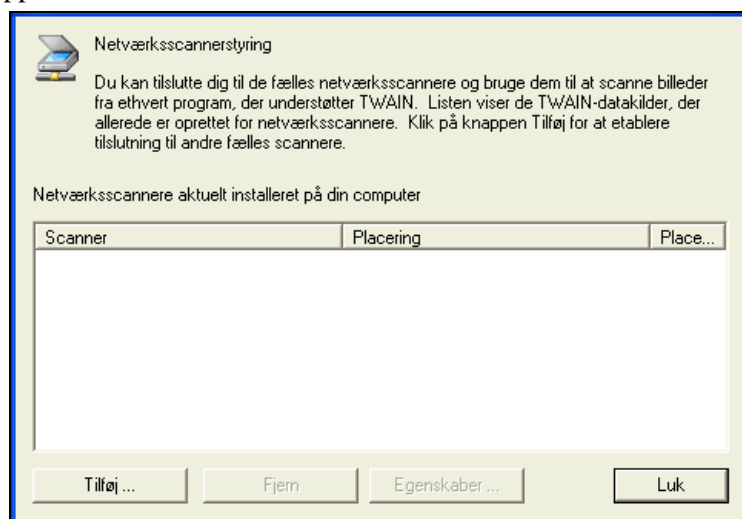 Netværksscannerstyring
Du kan tilslutte dig til de fælles netværksscannere og bruge dem til at scanne billeder
fra ethvert program, der understøtter TWAIN. Listen viser de TWAIN-datakilder, der
allerede er oprettet for netværksscannere. Klik på knappen Tilføj for at etablere
tilslutning til andre fælles scannere.
Netværksscannere aktuelt installeret på din computer
Scanner Placering Place...
Tilføj ... Fjern Egenskaber ... Luk